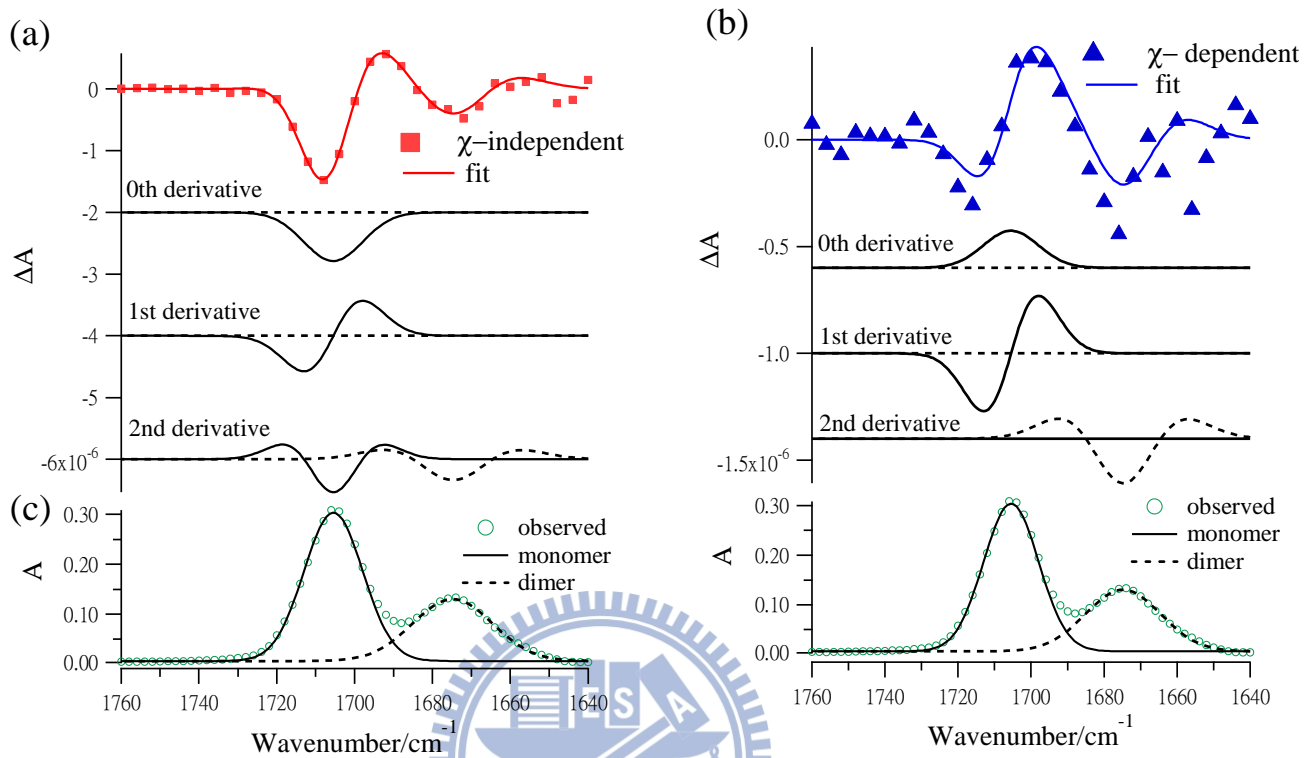 (a)
0
-1
-2
-3
-4
-5
-6x10⁻⁶
ΔA
χ−independent
fit
0th derivative
1st derivative
2nd derivative
(b)
0.0
-0.5
-1.0
-1.5x10⁻⁶
ΔA
χ− dependent
fit
0th derivative
1st derivative
2nd derivative
(c)
0.30
0.20
0.10
0.00
A
observed
monomer
dimer
1760 1740 1720 1700 1680 1660 1640
Wavenumber/cm⁻¹
0.30
0.20
0.10
0.00
A
observed
monomer
dimer
1760 1740 1720 1700 1680 1660 1640
Wavenumber/cm⁻¹
E S A
8